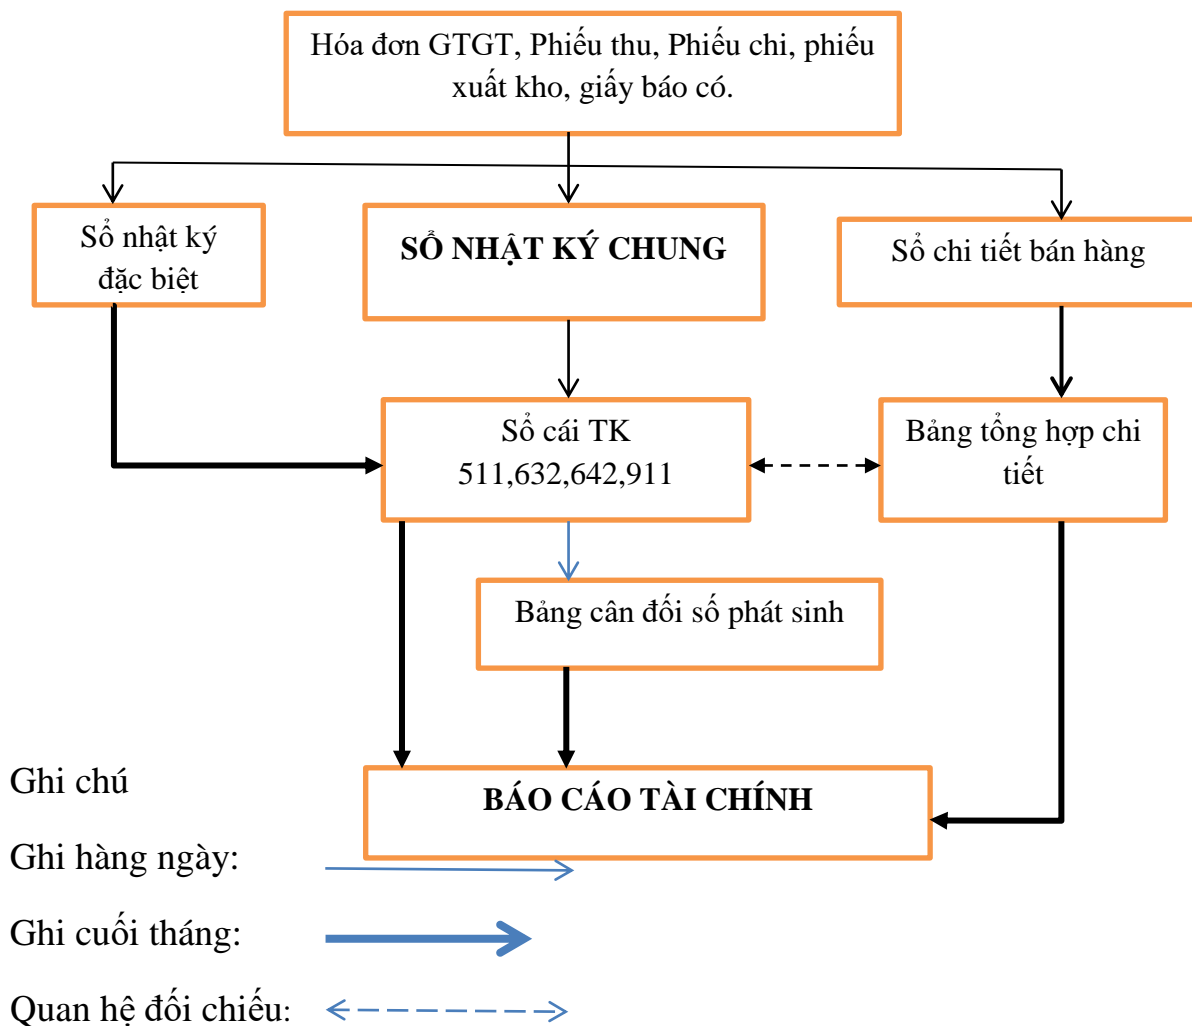 Hóa đơn GTGT, Phiếu thu, Phiếu chi, phiếu
xuất kho, giấy báo có.
Sổ nhật ký
đặc biệt
SỔ NHẬT KÝ CHUNG
Sổ chi tiết bán hàng
Sổ cái TK
511,632,642,911
Bảng tổng hợp chi
tiết
Bảng cân đối số phát sinh
BÁO CÁO TÀI CHÍNH
Ghi chú
Ghi hàng ngày:
Ghi cuối tháng:
Quan hệ đối chiếu: